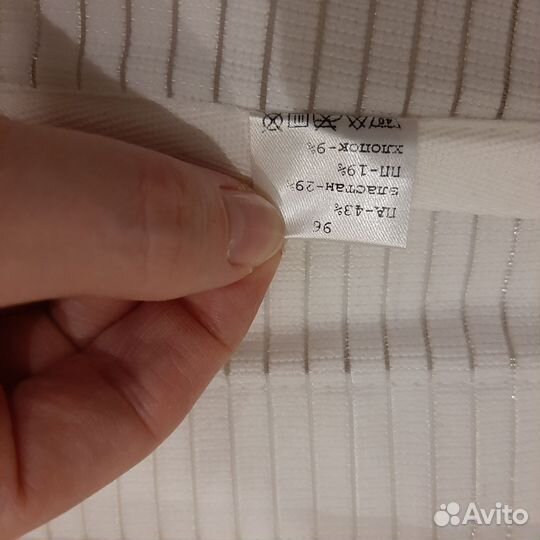 96
ПА-43%
эластан-29%
ПП-19%
хлопок-9%
Avito